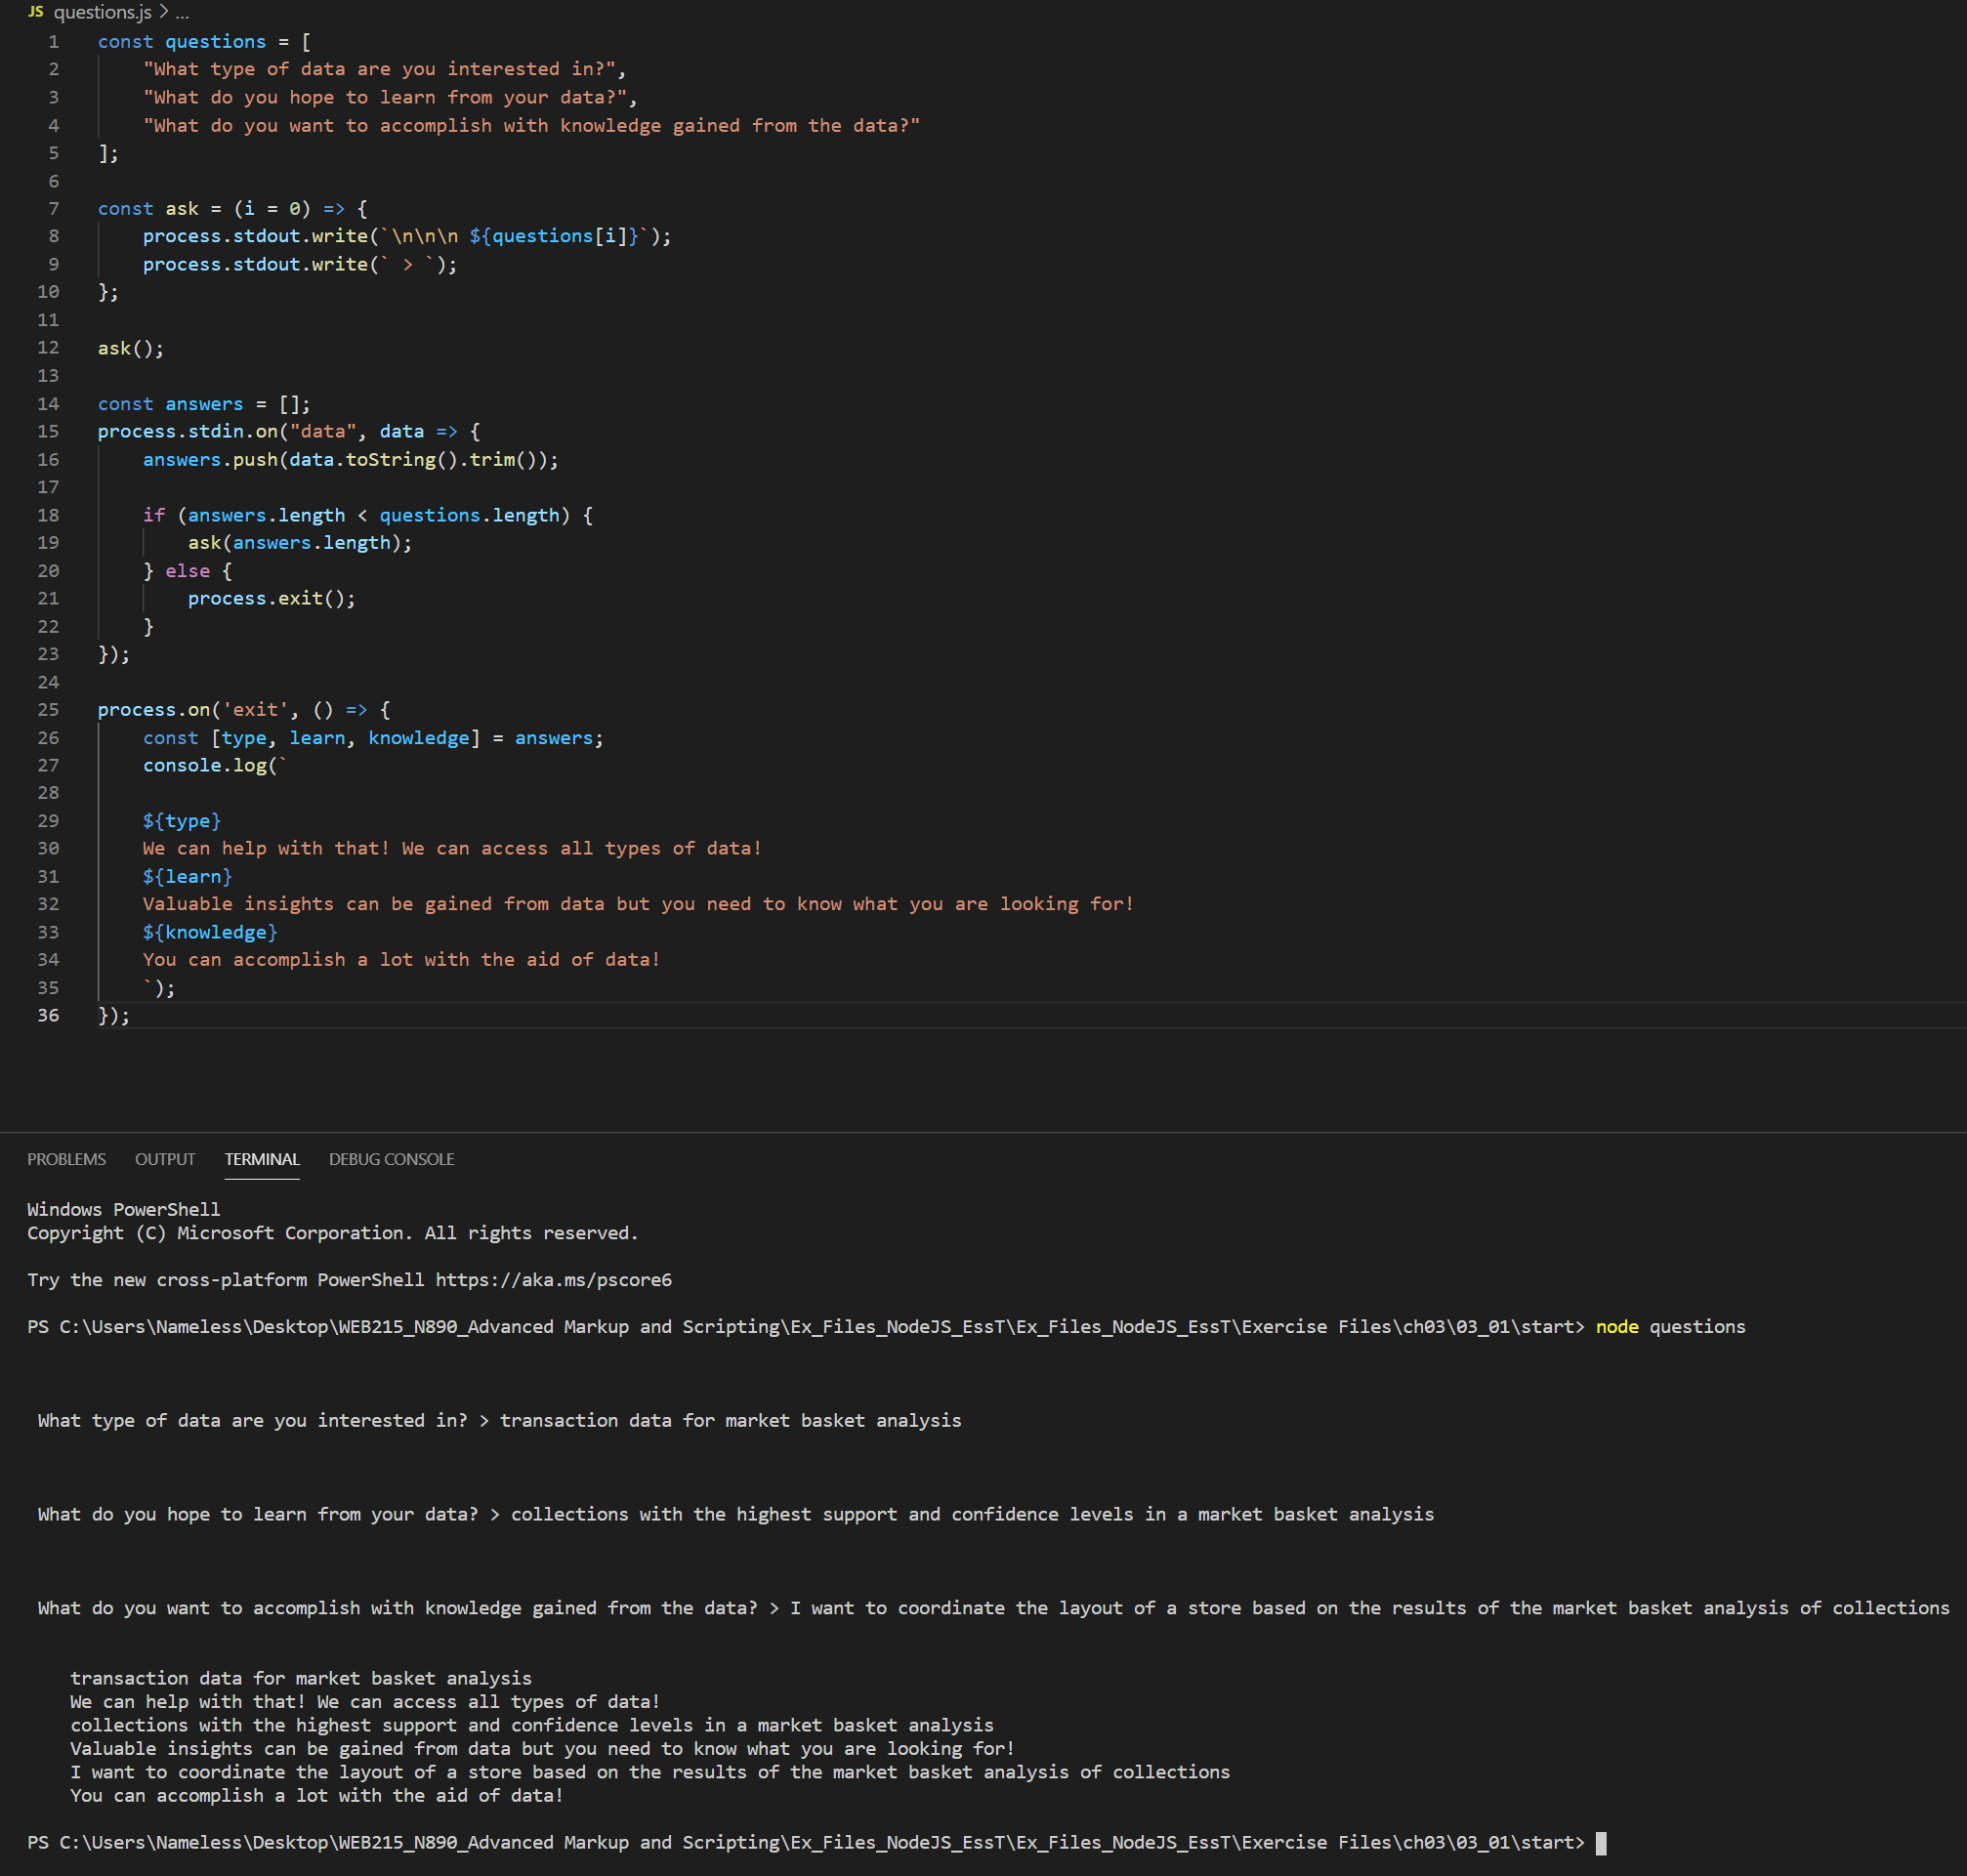 JS questions.js > ...
1 const questions = [
2     "What type of data are you interested in?",
3     "What do you hope to learn from your data?",
4     "What do you want to accomplish with knowledge gained from the data?"
5 ];
6
7 const ask = (i = 0) => {
8     process.stdout.write(`\n\n\n ${questions[i]}`);
9     process.stdout.write(` > `);
10 };
11
12 ask();
13
14 const answers = [];
15 process.stdin.on("data", data => {
16     answers.push(data.toString().trim());
17
18     if (answers.length < questions.length) {
19         ask(answers.length);
20     } else {
21         process.exit();
22     }
23 });
24
25 process.on('exit', () => {
26     const [type, learn, knowledge] = answers;
27     console.log(`
28
29     ${type}
30     We can help with that! We can access all types of data!
31     ${learn}
32     Valuable insights can be gained from data but you need to know what you are looking for!
33     ${knowledge}
34     You can accomplish a lot with the aid of data!
35     `);
36 });
PROBLEMS OUTPUT TERMINAL DEBUG CONSOLE
Windows PowerShell
Copyright (C) Microsoft Corporation. All rights reserved.
Try the new cross-platform PowerShell https://aka.ms/pscore6
PS C:\Users\Nameless\Desktop\WEB215_N890_Advanced Markup and Scripting\Ex_Files_NodeJS_EssT\Ex_Files_NodeJS_EssT\Exercise Files\ch03\03_01\start> node questions
What type of data are you interested in? > transaction data for market basket analysis
What do you hope to learn from your data? > collections with the highest support and confidence levels in a market basket analysis
What do you want to accomplish with knowledge gained from the data? > I want to coordinate the layout of a store based on the results of the market basket analysis of collections
transaction data for market basket analysis
We can help with that! We can access all types of data!
collections with the highest support and confidence levels in a market basket analysis
Valuable insights can be gained from data but you need to know what you are looking for!
I want to coordinate the layout of a store based on the results of the market basket analysis of collections
You can accomplish a lot with the aid of data!
PS C:\Users\Nameless\Desktop\WEB215_N890_Advanced Markup and Scripting\Ex_Files_NodeJS_EssT\Ex_Files_NodeJS_EssT\Exercise Files\ch03\03_01\start>